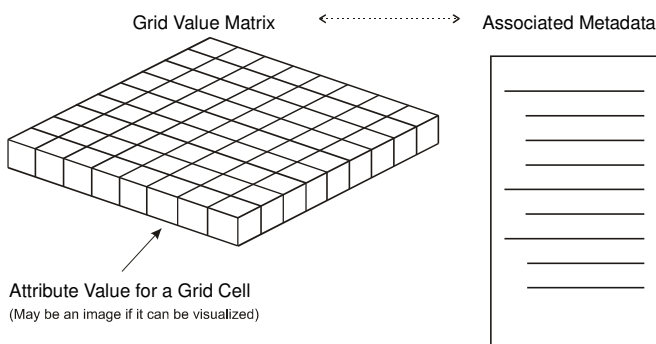 Grid Value Matrix
Associated Metadata
Attribute Value for a Grid Cell
(May be an image if it can be visualized)